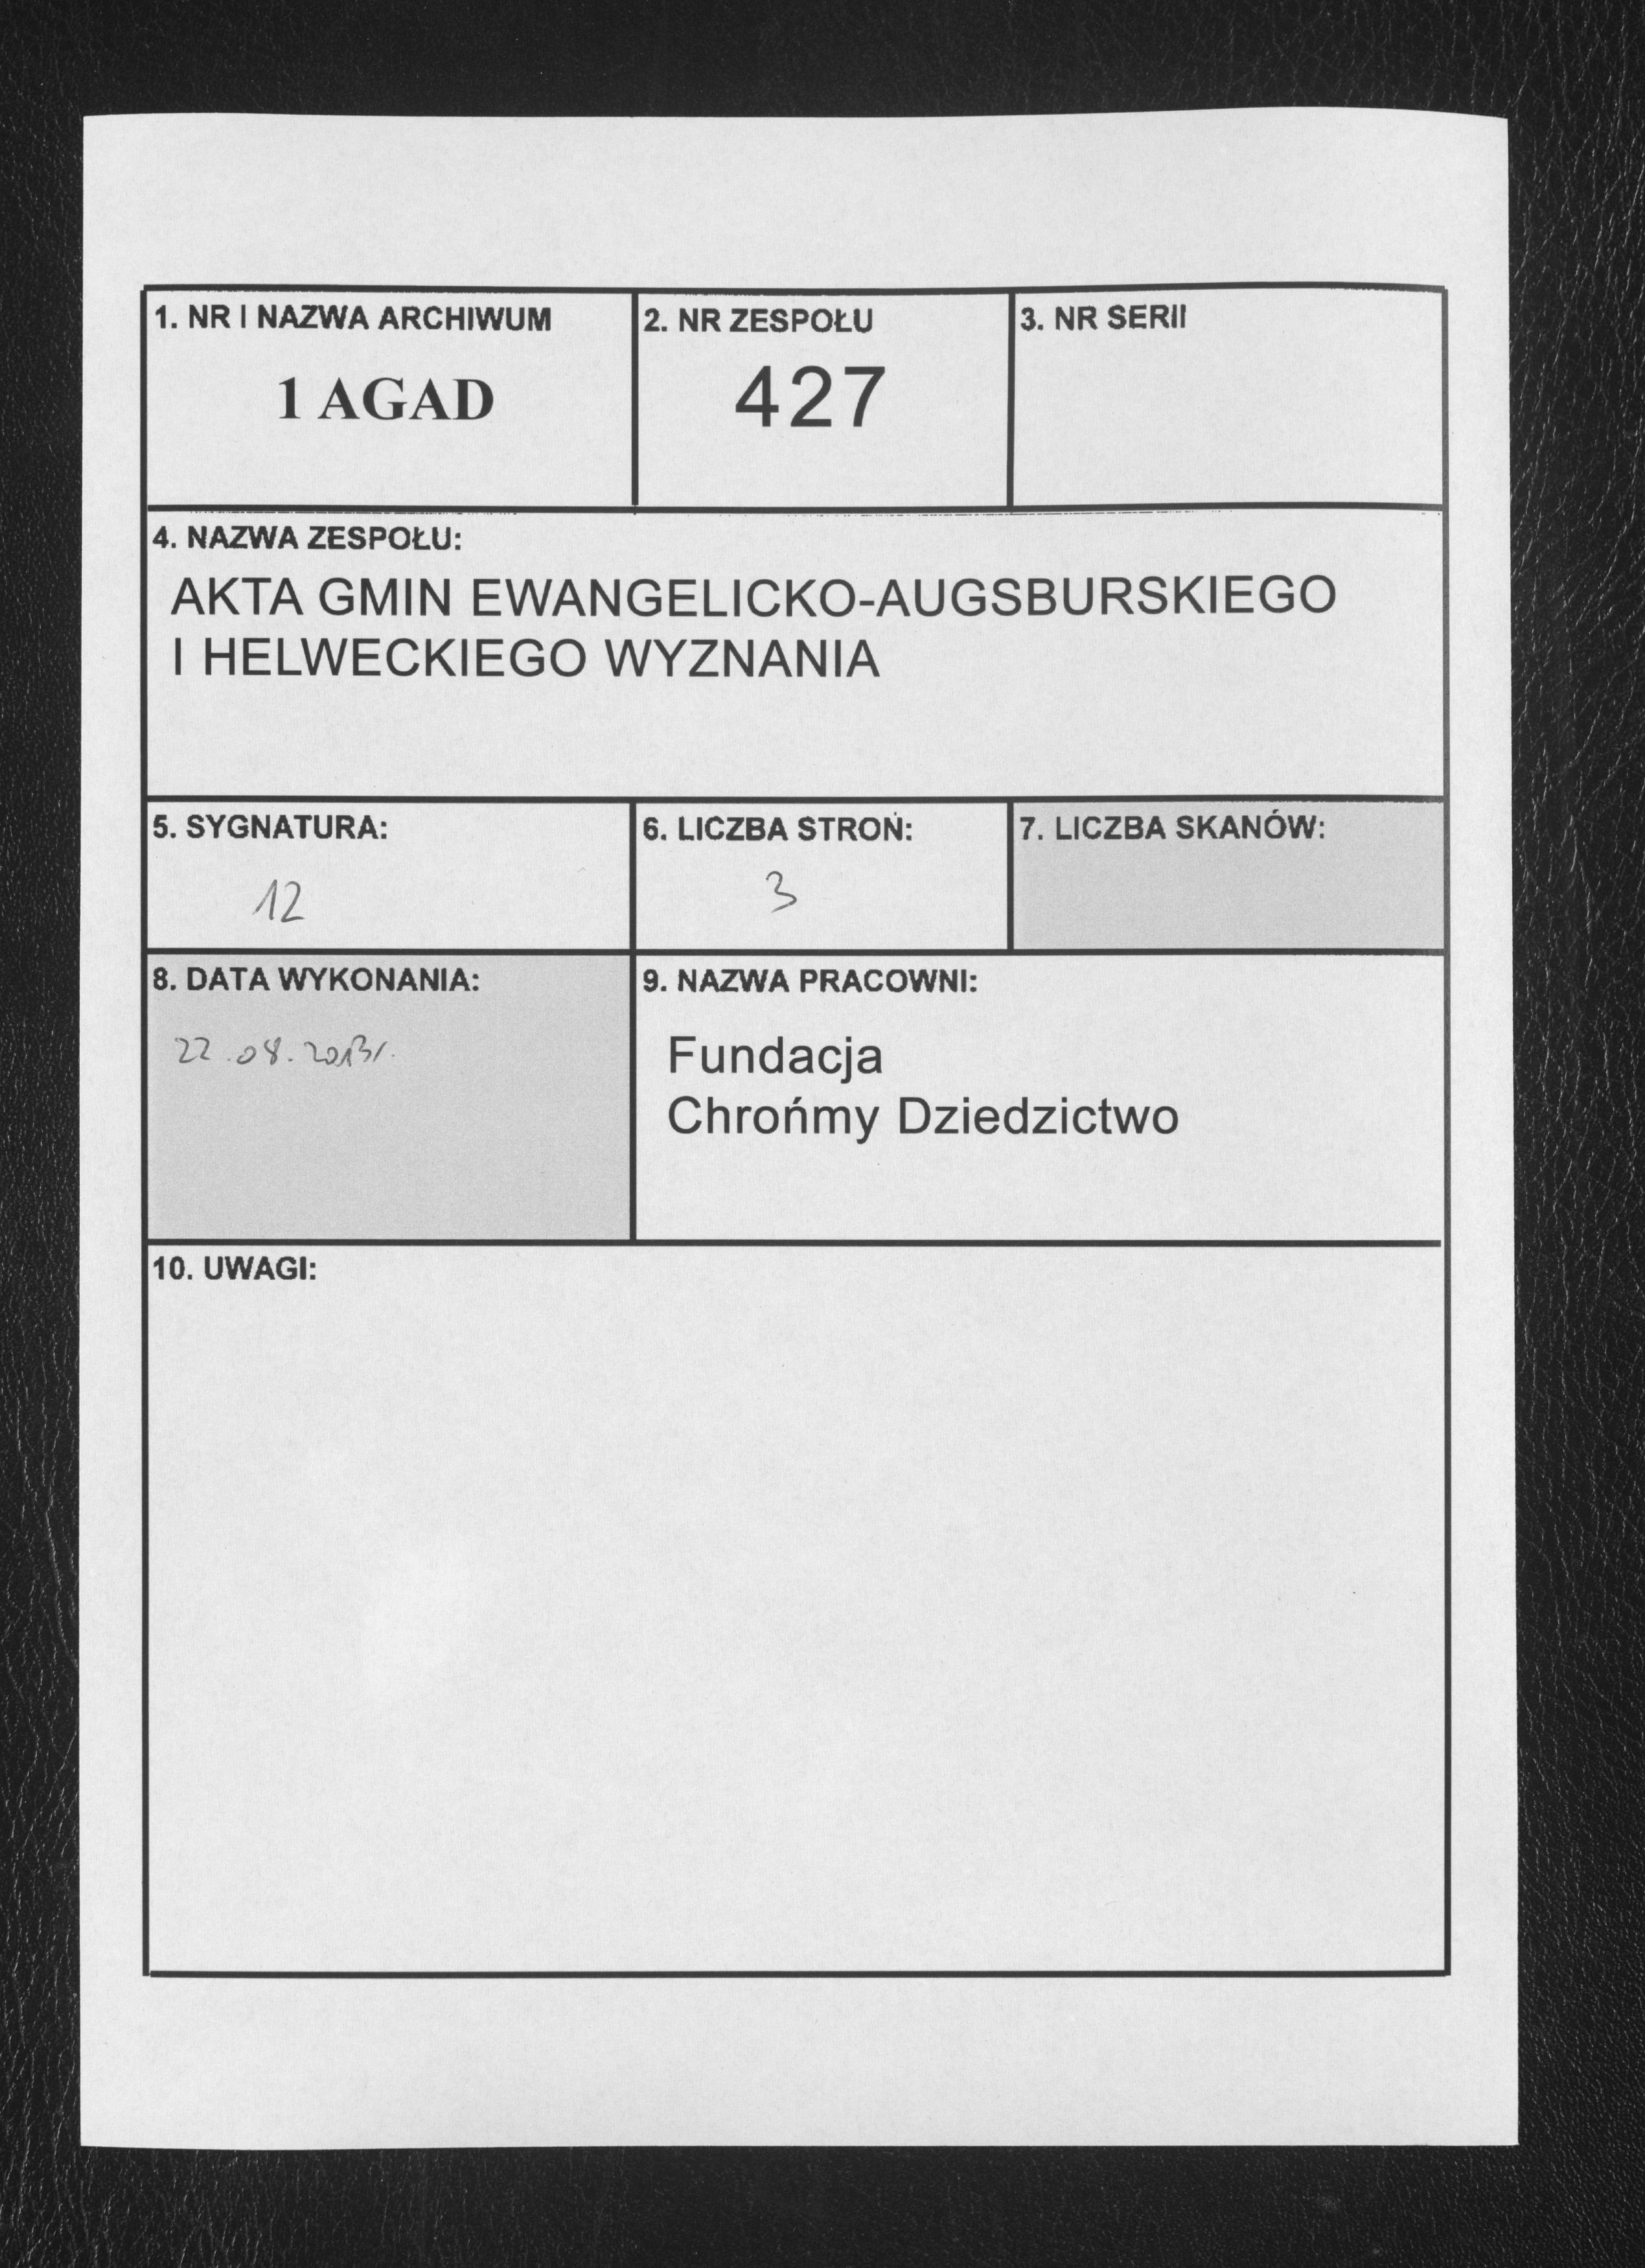 1. NR I NAZWA ARCHIWUM
1 AGAD
2. NR ZESPOŁU
427
3. NR SERII
4. NAZWA ZESPOŁU:
AKTA GMIN EWANGELICKO-AUGSBURSKIEGO
I HELWECKIEGO WYZNANIA
5. SYGNATURA:
12
6. LICZBA STRON:
3
7. LICZBA SKANÓW:
8. DATA WYKONANIA:
22.08.2013r.
9. NAZWA PRACOWNI:
Fundacja
Chrońmy Dziedzictwo
10. UWAGI: